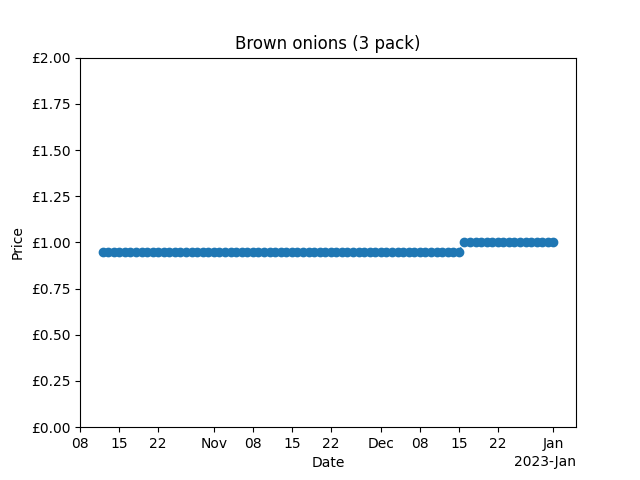 Brown onions (3 pack)
£2.00
£1.75
£1.50
£1.25
£1.00
£0.75
£0.50
£0.25
£0.00
Price
08 15 22 Nov 08 15 22 Dec 08 15 22 Jan
2023-Jan
Date